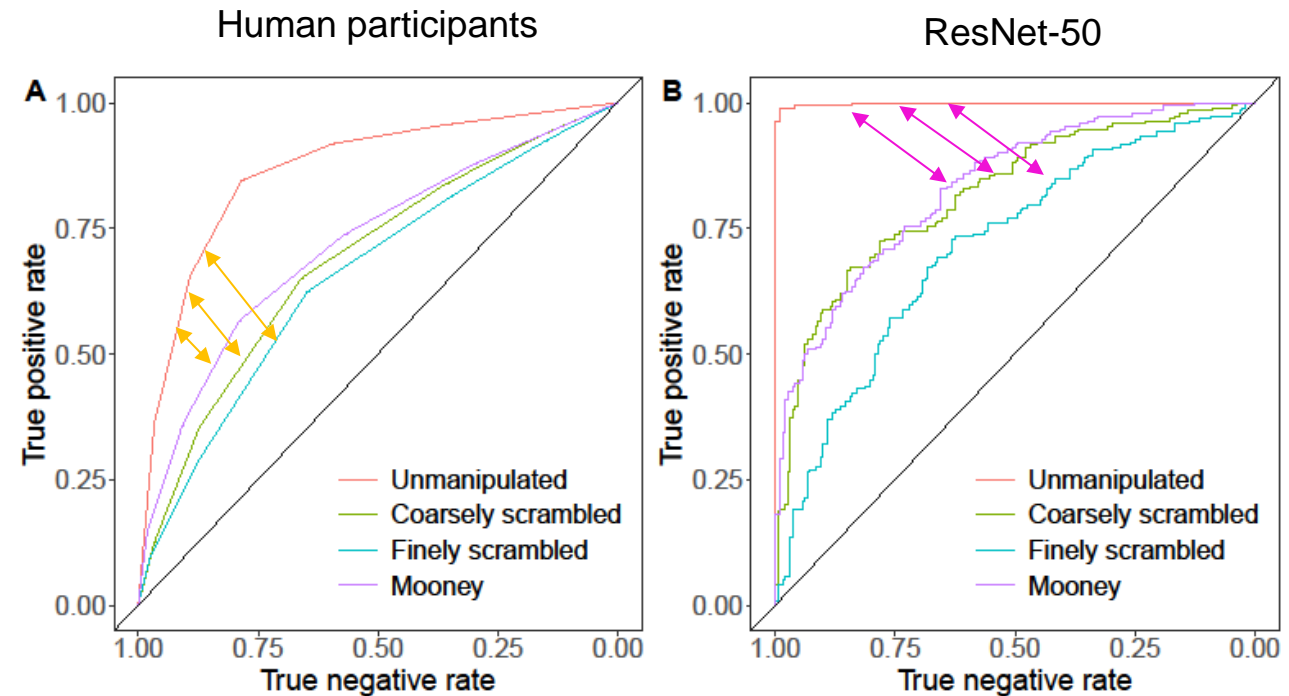 Human participants
A
1.00
0.75
0.50
0.25
0.00
True positive rate
Unmanipulated
Coarsely scrambled
Finely scrambled
Mooney
1.00 0.75 0.50 0.25 0.00
True negative rate
ResNet-50
B
1.00
0.75
0.50
0.25
0.00
True positive rate
Unmanipulated
Coarsely scrambled
Finely scrambled
Mooney
1.00 0.75 0.50 0.25 0.00
True negative rate